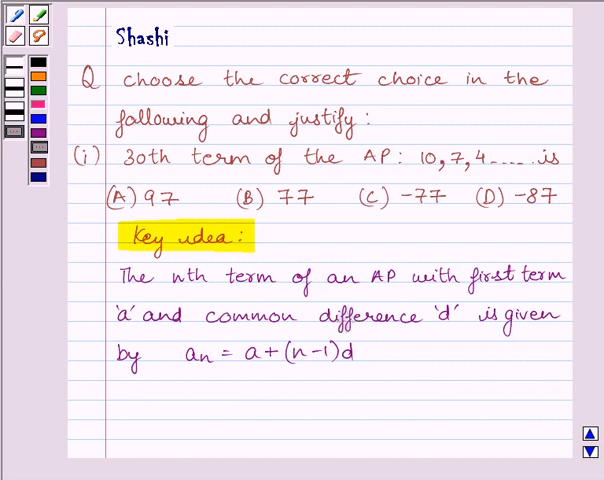 Shashi
Q choose the correct choice in the
following and justify :
(i) 30th term of the AP: 10, 7, 4 ..... is
(A) 97 (B) 77 (C) -77 (D) -87
Key idea :
The nth term of an AP with first term
'a' and common difference 'd' is given
by an = a + (n-1)d